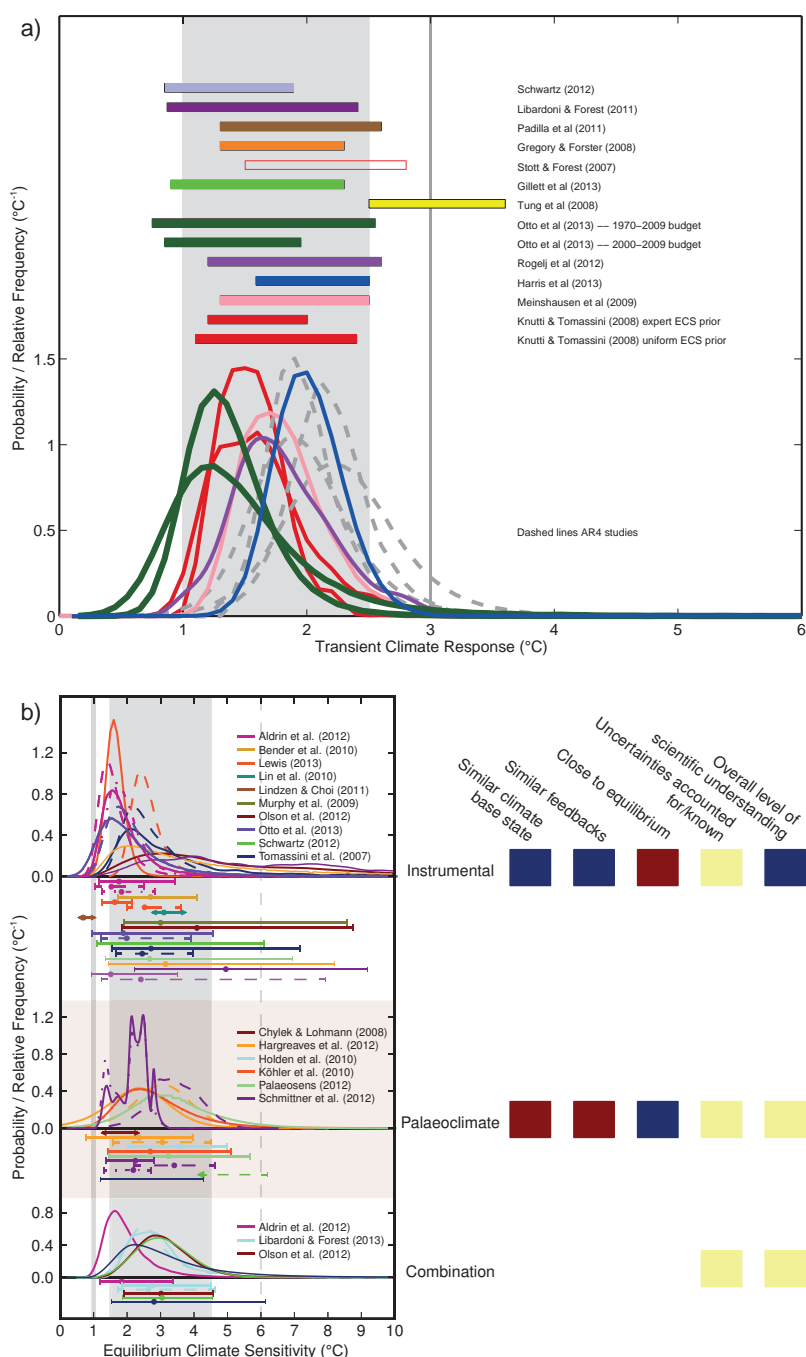 a)
Schwartz (2012)
Libardoni & Forest (2011)
Padilla et al (2011)
Gregory & Forster (2008)
Stott & Forest (2007)
Gillett et al (2013)
Tung et al (2008)
Otto et al (2013) –– 1970–2009 budget
Otto et al (2013) –– 2000–2009 budget
Rogelj et al (2012)
Harris et al (2013)
Meinshausen et al (2009)
Knutti & Tomassini (2008) expert ECS prior
Knutti & Tomassini (2008) uniform ECS prior
Probability / Relative Frequency (°C⁻¹)
1.5
1
0.5
0
Dashed lines AR4 studies
0 1 2 3 4 5 6
Transient Climate Response (°C)
b)
Probability / Relative Frequency (°C⁻¹)
1.2
0.8
0.4
0.0
Aldrin et al. (2012)
Bender et al. (2010)
Lewis (2013)
Lin et al. (2010)
Lindzen & Choi (2011)
Murphy et al. (2009)
Olson et al. (2012)
Otto et al. (2013)
Schwartz (2012)
Tomassini et al. (2007)
Similar climate
base state
Similar feedbacks
Close to equilibrium
Uncertainties accounted
for/known
Overall level of
scientific understanding
Instrumental
1.2
0.8
0.4
0.0
Chylek & Lohmann (2008)
Hargreaves et al. (2012)
Holden et al. (2010)
Köhler et al. (2010)
Palaeosens (2012)
Schmittner et al. (2012)
Palaeoclimate
0.8
0.4
0.0
Aldrin et al. (2012)
Libardoni & Forest (2013)
Olson et al. (2012)
Combination
0 1 2 3 4 5 6 7 8 9 10
Equilibrium Climate Sensitivity (°C)